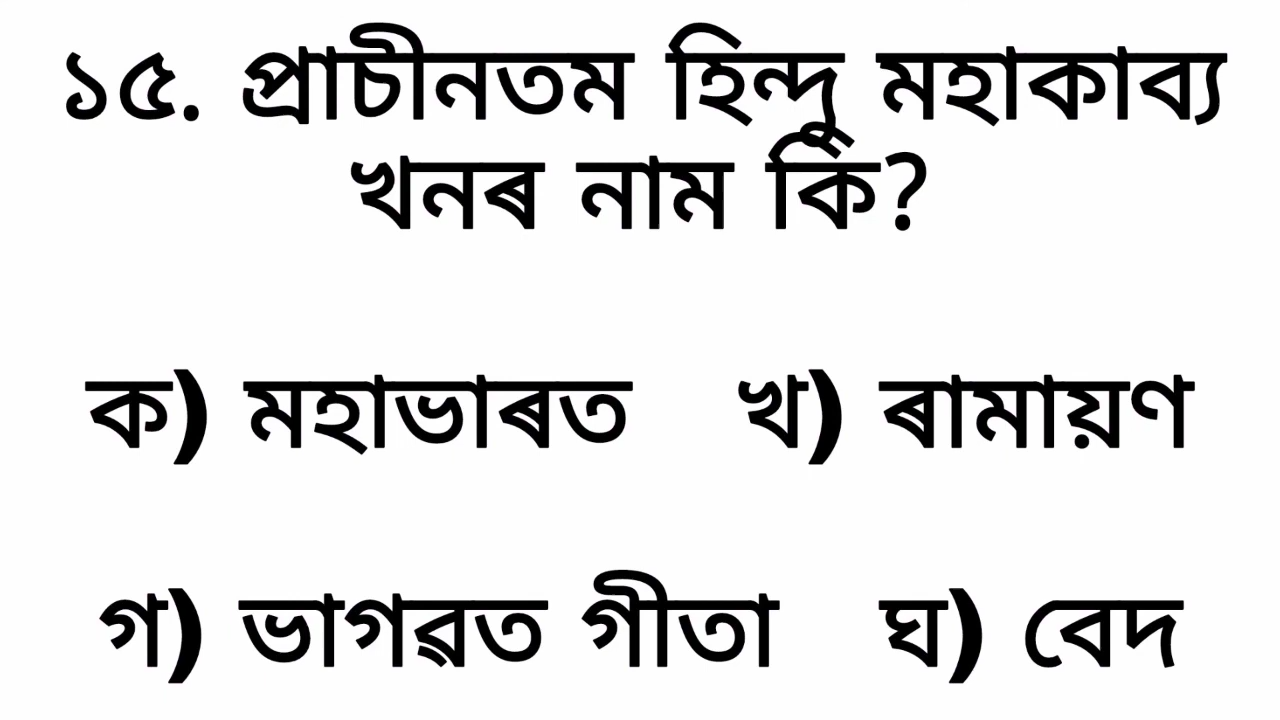 ১৫. প্ৰাচীনতম হিন্দু মহাকাব্য
খনৰ নাম কি?
ক) মহাভাৰত খ) ৰামায়ণ
গ) ভাগৱত গীতা ঘ) বেদ